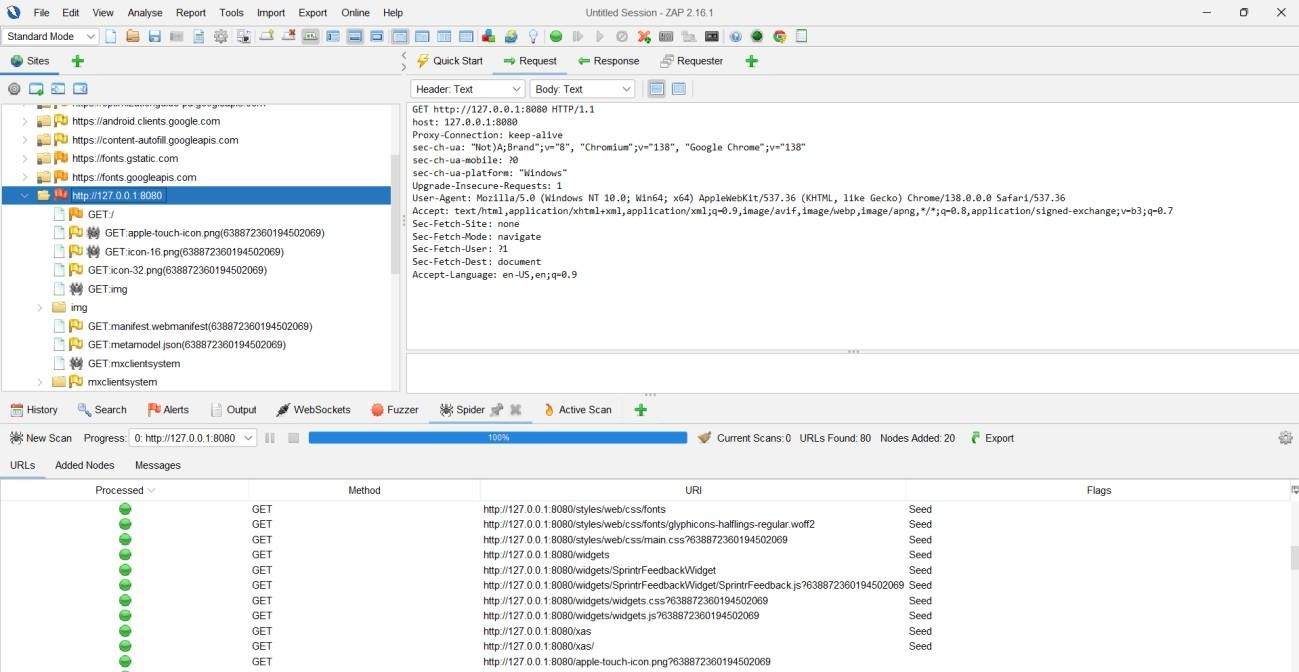 File Edit View Analyse Report Tools Import Export Online Help Untitled Session - ZAP 2.16.1
Standard Mode
Sites Quick Start Request Response Requester
Header: Text Body: Text
https://android.clients.google.com
https://content-autofill.googleapis.com
https://fonts.gstatic.com
https://fonts.googleapis.com
http://127.0.0.1:8080
GET:/
GET:apple-touch-icon.png(638872360194502069)
GET:icon-16.png(638872360194502069)
GET:icon-32.png(638872360194502069)
GET:img
img
GET:manifest.webmanifest(638872360194502069)
GET:metamodel.json(638872360194502069)
GET:mxclientsystem
mxclientsystem
GET http://127.0.0.1:8080 HTTP/1.1
host: 127.0.0.1:8080
Proxy-Connection: keep-alive
sec-ch-ua: "Not)A;Brand";v="8", "Chromium";v="138", "Google Chrome";v="138"
sec-ch-ua-mobile: ?0
sec-ch-ua-platform: "Windows"
Upgrade-Insecure-Requests: 1
User-Agent: Mozilla/5.0 (Windows NT 10.0; Win64; x64) AppleWebKit/537.36 (KHTML, like Gecko) Chrome/138.0.0.0 Safari/537.36
Accept: text/html,application/xhtml+xml,application/xml;q=0.9,image/avif,image/webp,image/apng,*/*;q=0.8,application/signed-exchange;v=b3;q=0.7
Sec-Fetch-Site: none
Sec-Fetch-Mode: navigate
Sec-Fetch-User: ?1
Sec-Fetch-Dest: document
Accept-Language: en-US,en;q=0.9
History Search Alerts Output WebSockets Fuzzer Spider Active Scan
New Scan Progress: 0: http://127.0.0.1:8080 100% Current Scans: 0 URLs Found: 80 Nodes Added: 20 Export
URLs Added Nodes Messages
Processed Method URI Flags
GET http://127.0.0.1:8080/styles/web/css/fonts Seed
GET http://127.0.0.1:8080/styles/web/css/fonts/glyphicons-halflings-regular.woff2 Seed
GET http://127.0.0.1:8080/styles/web/css/main.css?638872360194502069 Seed
GET http://127.0.0.1:8080/widgets Seed
GET http://127.0.0.1:8080/widgets/SprintrFeedbackWidget Seed
GET http://127.0.0.1:8080/widgets/SprintrFeedbackWidget/SprintrFeedback.js?638872360194502069 Seed
GET http://127.0.0.1:8080/widgets/widgets.css?638872360194502069 Seed
GET http://127.0.0.1:8080/widgets/widgets.js?638872360194502069 Seed
GET http://127.0.0.1:8080/xas Seed
GET http://127.0.0.1:8080/xas/ Seed
GET http://127.0.0.1:8080/apple-touch-icon.png?638872360194502069